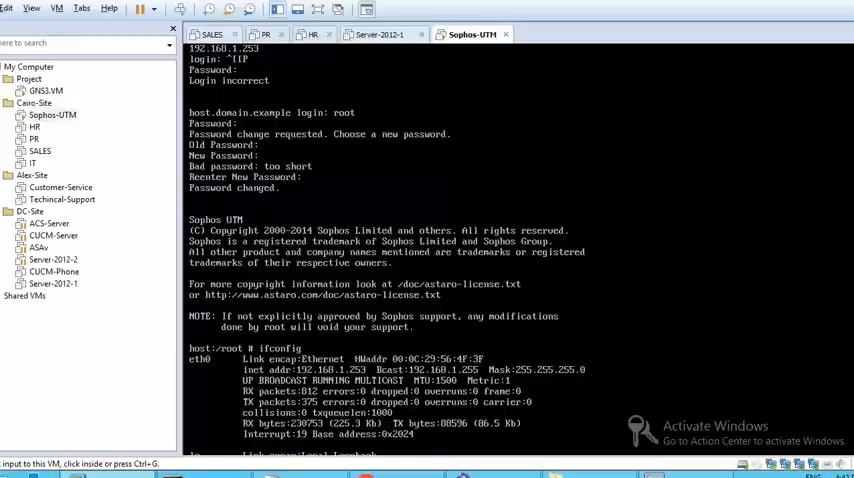 Edit View VM Tabs Help
here to search
My Computer
Project
GNS3.VM
Cairo-Site
Sophos-UTM
HR
PR
SALES
IT
Alex-Site
Customer-Service
Techincal-Support
DC-Site
ACS-Server
CUCM-Server
ASAv
Server-2012-2
CUCM-Phone
Server-2012-1
Shared VMs
SALES PR HR Server-2012-1 Sophos-UTM
192.168.1.253
login: ^[[P
Password:
Login incorrect
host.domain.example login: root
Password:
Password change requested. Choose a new password.
Old Password:
New Password:
Bad password: too short
Reenter New Password:
Password changed.
Sophos UTM
(C) Copyright 2000-2014 Sophos Limited and others. All rights reserved.
Sophos is a registered trademark of Sophos Limited and Sophos Group.
All other product and company names mentioned are trademarks or registered
trademarks of their respective owners.
For more copyright information look at /doc/astaro-license.txt
or http://www.astaro.com/doc/astaro-license.txt
NOTE: If not explicitly approved by Sophos support, any modifications
done by root will void your support.
host:/root # ifconfig
eth0 Link encap:Ethernet HWaddr 00:0C:29:56:4F:3F
inet addr:192.168.1.253 Bcast:192.168.1.255 Mask:255.255.255.0
UP BROADCAST RUNNING MULTICAST MTU:1500 Metric:1
RX packets:812 errors:0 dropped:0 overruns:0 frame:0
TX packets:375 errors:0 dropped:0 overruns:0 carrier:0
collisions:0 txqueuelen:1000
RX bytes:230753 (225.3 Kb) TX bytes:88596 (86.5 Kb)
Interrupt:19 Base address:0x2024
Activate Windows
Go to Action Center to activate Windows.
input to this VM, click inside or press Ctrl+G.